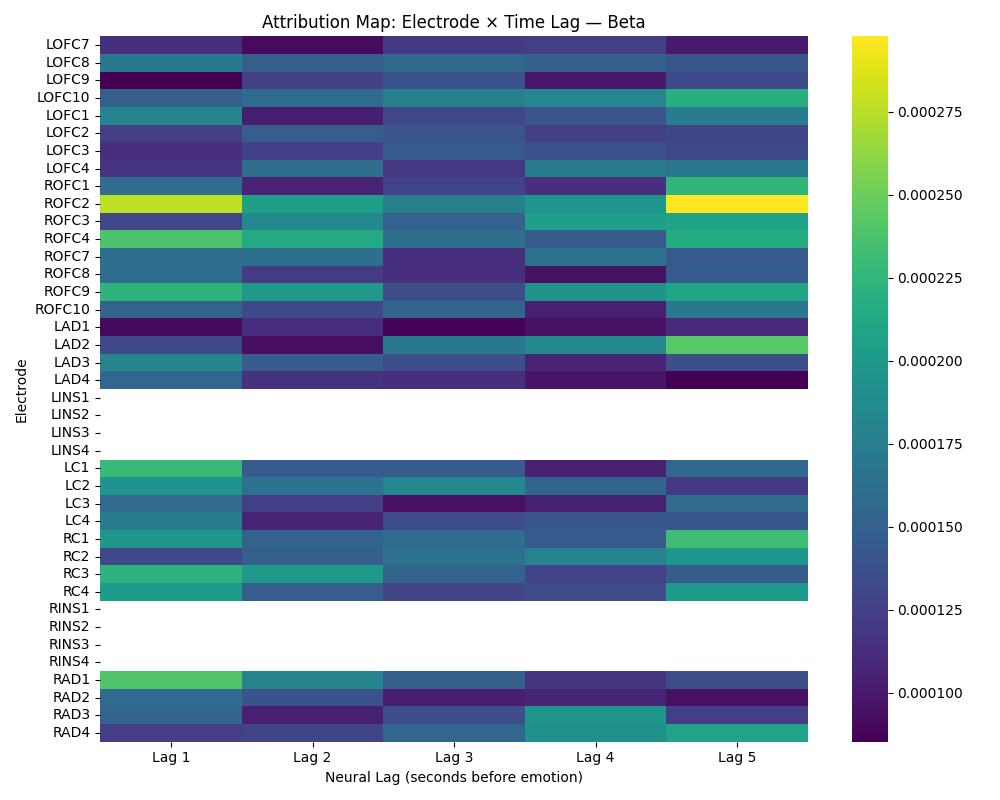 Attribution Map: Electrode × Time Lag — Beta
LOFC7
LOFC8
LOFC9
LOFC10
LOFC1
LOFC2
LOFC3
LOFC4
ROFC1
ROFC2
ROFC3
ROFC4
ROFC7
ROFC8
ROFC9
ROFC10
LAD1
LAD2
LAD3
LAD4
LINS1
LINS2
LINS3
LINS4
LC1
LC2
LC3
LC4
RC1
RC2
RC3
RC4
RINS1
RINS2
RINS3
RINS4
RAD1
RAD2
RAD3
RAD4
Electrode
Lag 1 Lag 2 Lag 3 Lag 4 Lag 5
Neural Lag (seconds before emotion)
0.000275
0.000250
0.000225
0.000200
0.000175
0.000150
0.000125
0.000100